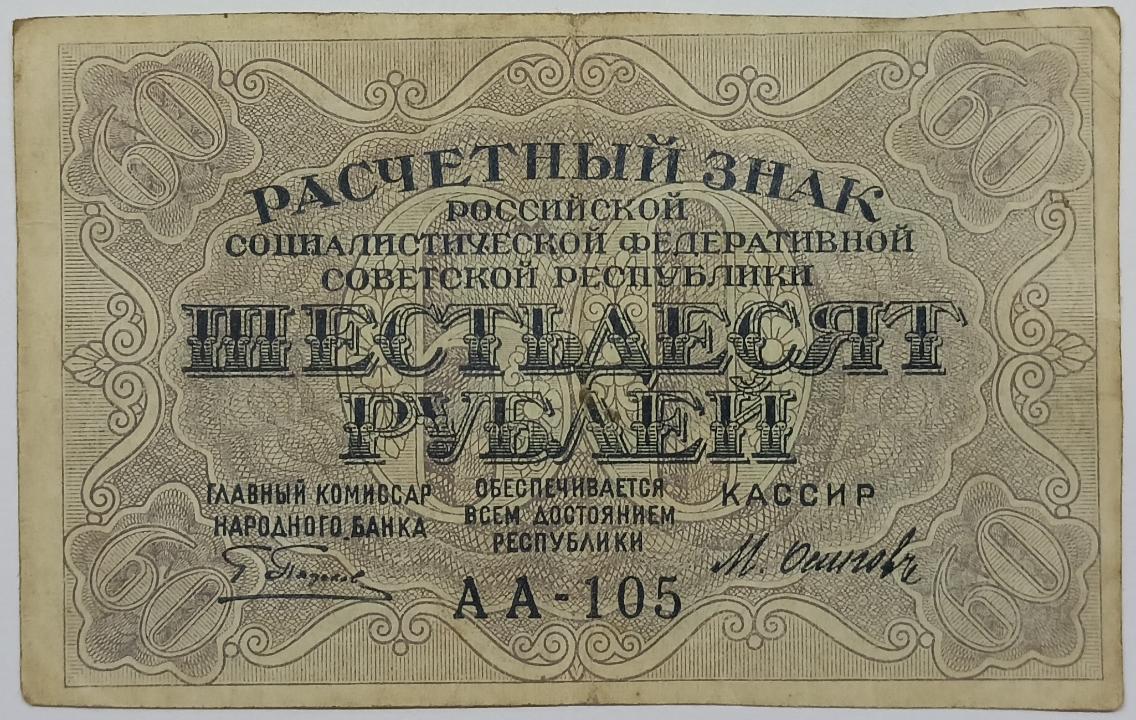 60 60
РАСЧЕТНЫЙ ЗНАК
РОССИЙСКОЙ
СОЦИАЛИСТИЧЕСКОЙ ФЕДЕРАТИВНОЙ
СОВЕТСКОЙ РЕСПУБЛИКИ
ШЕСТЬДЕСЯТ
РУБЛЕЙ
ГЛАВНЫЙ КОМИССАР
НАРОДНОГО БАНКА
ОБЕСПЕЧИВАЕТСЯ
ВСЕМ ДОСТОЯНИЕМ
РЕСПУБЛИКИ
КАССИР
М. Осипов
АА-105
60 60